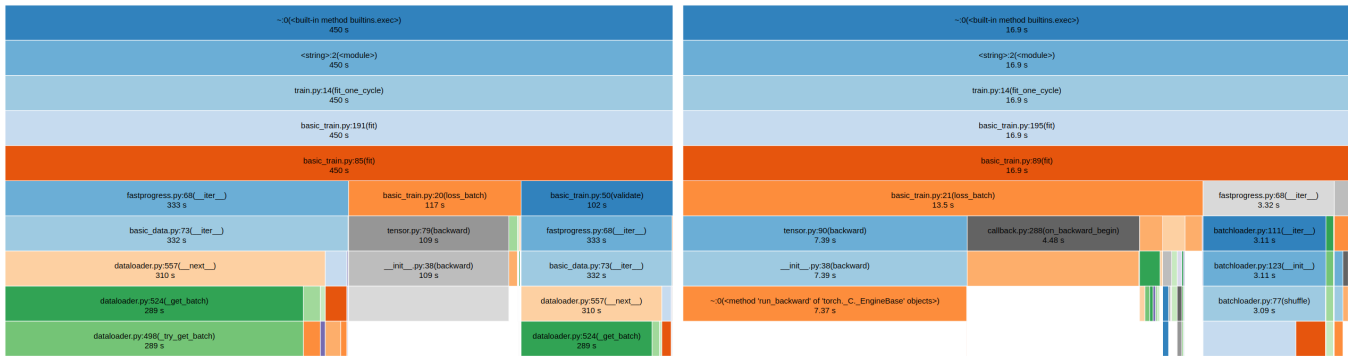 ~:0(<built-in method builtins.exec>)
450 s
<string>:2(<module>)
450 s
train.py:14(fit_one_cycle)
450 s
basic_train.py:191(fit)
450 s
basic_train.py:85(fit)
450 s
fastprogress.py:68(__iter__)
333 s
basic_train.py:20(loss_batch)
117 s
basic_train.py:50(validate)
102 s
basic_data.py:73(__iter__)
332 s
tensor.py:79(backward)
109 s
fastprogress.py:68(__iter__)
333 s
dataloader.py:557(__next__)
310 s
__init__.py:38(backward)
109 s
basic_data.py:73(__iter__)
332 s
dataloader.py:524(_get_batch)
289 s
dataloader.py:557(__next__)
310 s
dataloader.py:498(_try_get_batch)
289 s
dataloader.py:524(_get_batch)
289 s
~:0(<built-in method builtins.exec>)
16.9 s
<string>:2(<module>)
16.9 s
train.py:14(fit_one_cycle)
16.9 s
basic_train.py:195(fit)
16.9 s
basic_train.py:89(fit)
16.9 s
basic_train.py:21(loss_batch)
13.5 s
fastprogress.py:68(__iter__)
3.32 s
tensor.py:90(backward)
7.39 s
callback.py:288(on_backward_begin)
4.48 s
batchloader.py:111(__iter__)
3.11 s
__init__.py:38(backward)
7.39 s
batchloader.py:123(__init__)
3.11 s
~:0(<method 'run_backward' of 'torch._C._EngineBase' objects>)
7.37 s
batchloader.py:77(shuffle)
3.09 s